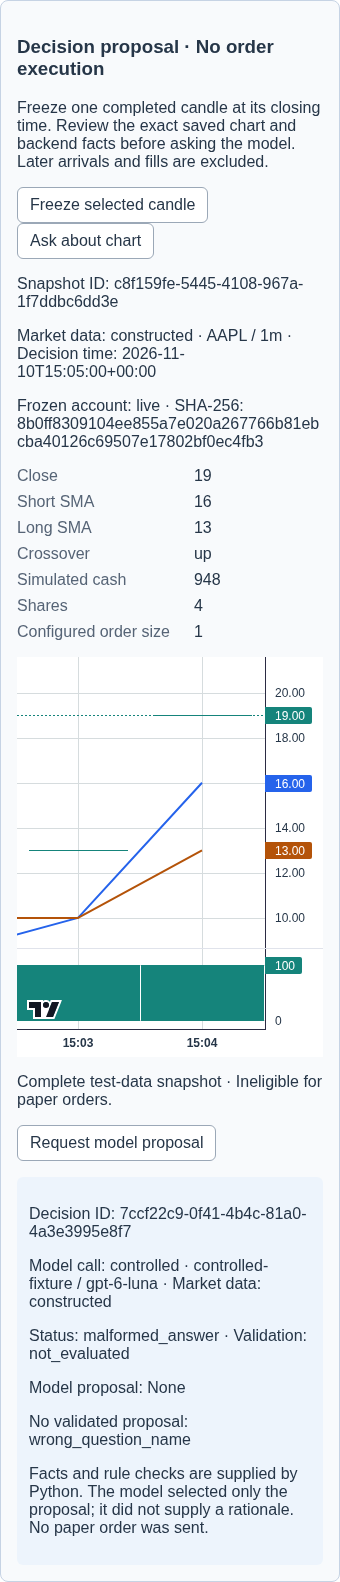 Decision proposal · No order
execution
Freeze one completed candle at its closing
time. Review the exact saved chart and
backend facts before asking the model.
Later arrivals and fills are excluded.
Freeze selected candle
Ask about chart
Snapshot ID: c8f159fe-5445-4108-967a-
1f7ddbc6dd3e
Market data: constructed · AAPL / 1m ·
Decision time: 2026-11-
10T15:05:00+00:00
Frozen account: live · SHA-256:
8b0ff8309104ee855a7e020a267766b81eb
cba40126c69507e17802bf0ec4fb3
Close 19
Short SMA 16
Long SMA 13
Crossover up
Simulated cash 948
Shares 4
Configured order size 1
20.00
19.00
18.00
16.00
14.00
13.00
12.00
10.00
100
0
15:03 15:04
Complete test-data snapshot · Ineligible for
paper orders.
Request model proposal
Decision ID: 7ccf22c9-0f41-4b4c-81a0-
4a3e3995e8f7
Model call: controlled · controlled-
fixture / gpt-6-luna · Market data:
constructed
Status: malformed_answer · Validation:
not_evaluated
Model proposal: None
No validated proposal:
wrong_question_name
Facts and rule checks are supplied by
Python. The model selected only the
proposal; it did not supply a rationale.
No paper order was sent.